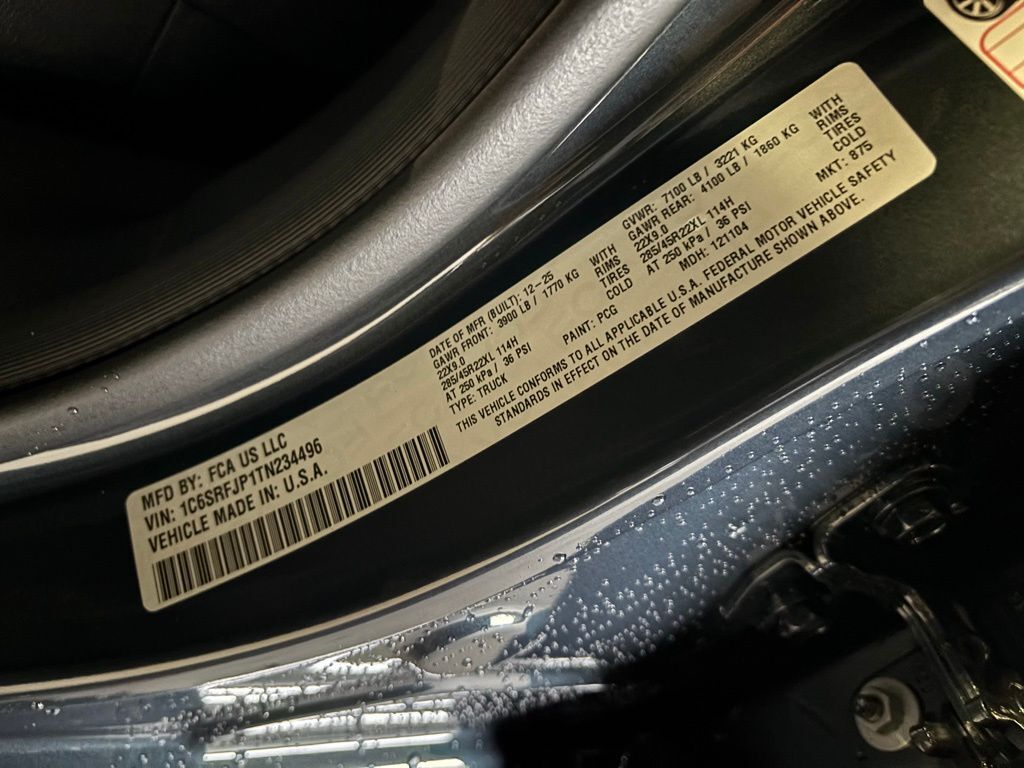 MFD BY: FCA US LLC
VIN: 1C6SRFJP1TN234496
VEHICLE MADE IN: U.S.A.
DATE OF MFR (BUILT): 12-25
GAWR FRONT: 3900 LB / 1770 KG WITH
22X9.0 RIMS
285/45R22XL 114H TIRES
AT 250 kPa / 36 PSI COLD
TYPE: TRUCK PAINT: PCG
GVWR: 7100 LB / 3221 KG
GAWR REAR: 4100 LB / 1860 KG WITH
22X9.0 RIMS
285/45R22XL 114H TIRES
AT 250 kPa / 36 PSI COLD
MDH: 121104 MKT: 875
THIS VEHICLE CONFORMS TO ALL APPLICABLE U.S.A. FEDERAL MOTOR VEHICLE SAFETY
STANDARDS IN EFFECT ON THE DATE OF MANUFACTURE SHOWN ABOVE.